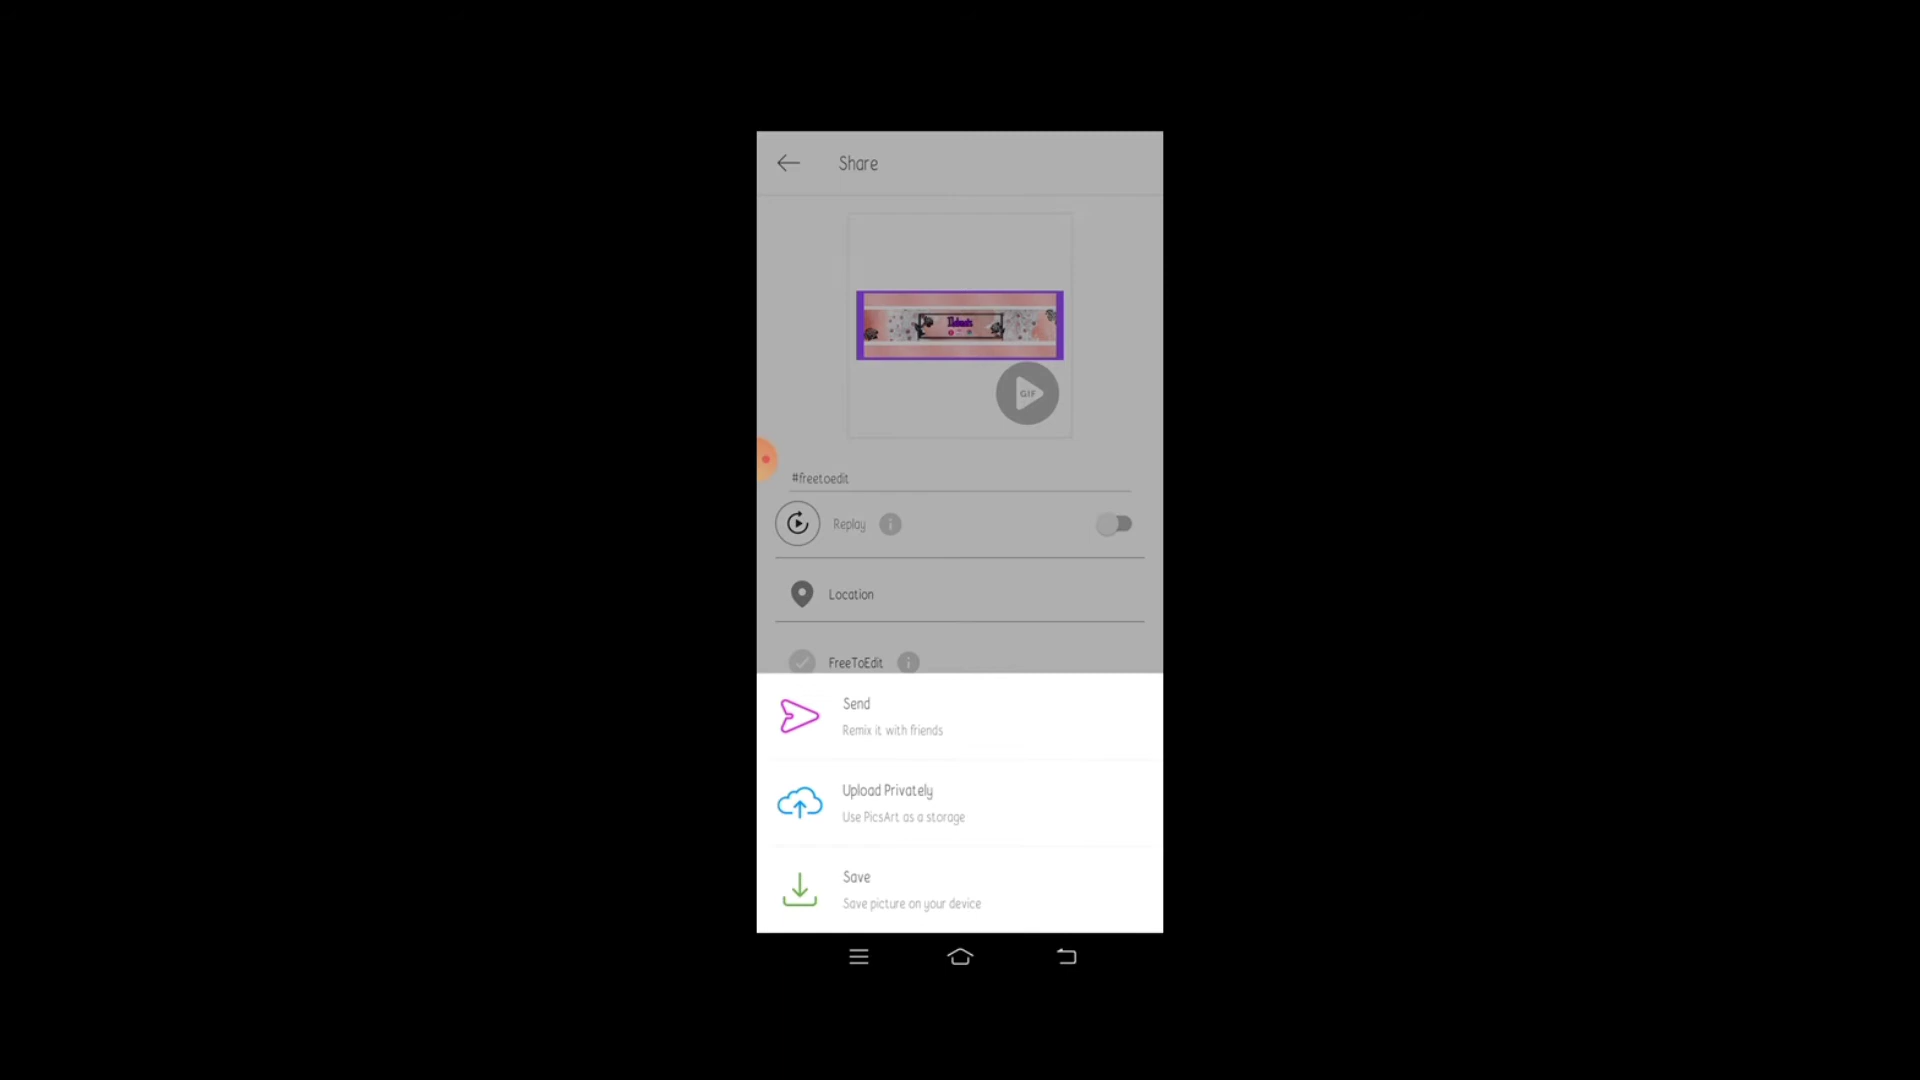 Share
GIF
#freetoedit
Replay
Location
FreeToEdit
Send
Remix it with friends
Upload Privately
Use PicsArt as a storage
Save
Save picture on your device